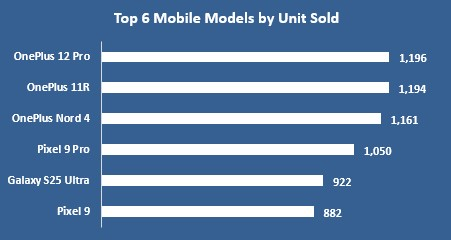 Top 6 Mobile Models by Unit Sold
OnePlus 12 Pro 1,196
OnePlus 11R 1,194
OnePlus Nord 4 1,161
Pixel 9 Pro 1,050
Galaxy S25 Ultra 922
Pixel 9 882